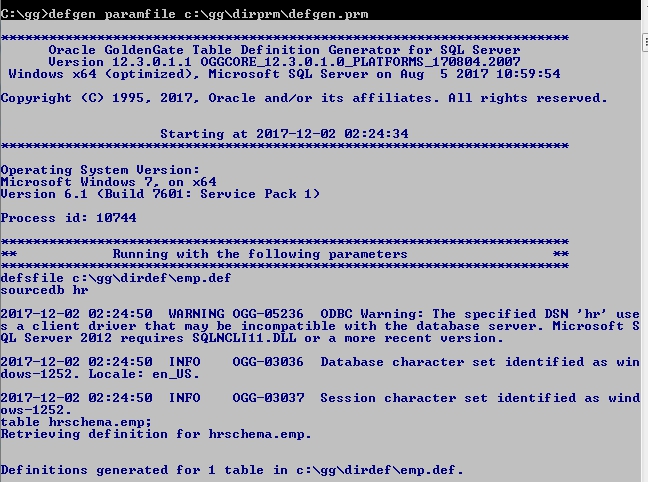 C:\gg>defgen paramfile c:\gg\dirprm\defgen.prm
***********************************************************************
Oracle GoldenGate Table Definition Generator for SQL Server
Version 12.3.0.1.1 OGGCORE_12.3.0.1.0_PLATFORMS_170804.2007
Windows x64 (optimized), Microsoft SQL Server on Aug  5 2017 10:59:54
Copyright (C) 1995, 2017, Oracle and/or its affiliates. All rights reserved.
Starting at 2017-12-02 02:24:34
***********************************************************************
Operating System Version:
Microsoft Windows 7, on x64
Version 6.1 (Build 7601: Service Pack 1)
Process id: 10744
***********************************************************************
**            Running with the following parameters                  **
***********************************************************************
defsfile c:\gg\dirdef\emp.def
sourcedb hr
2017-12-02 02:24:50  WARNING OGG-05236  ODBC Warning: The specified DSN 'hr' use
s a client driver that may be incompatible with the database server. Microsoft S
QL Server 2012 requires SQLNCLI11.DLL or a more recent version.
2017-12-02 02:24:50  INFO    OGG-03036  Database character set identified as win
dows-1252. Locale: en_US.
2017-12-02 02:24:50  INFO    OGG-03037  Session character set identified as wind
ows-1252.
table hrschema.emp;
Retrieving definition for hrschema.emp.
Definitions generated for 1 table in c:\gg\dirdef\emp.def.